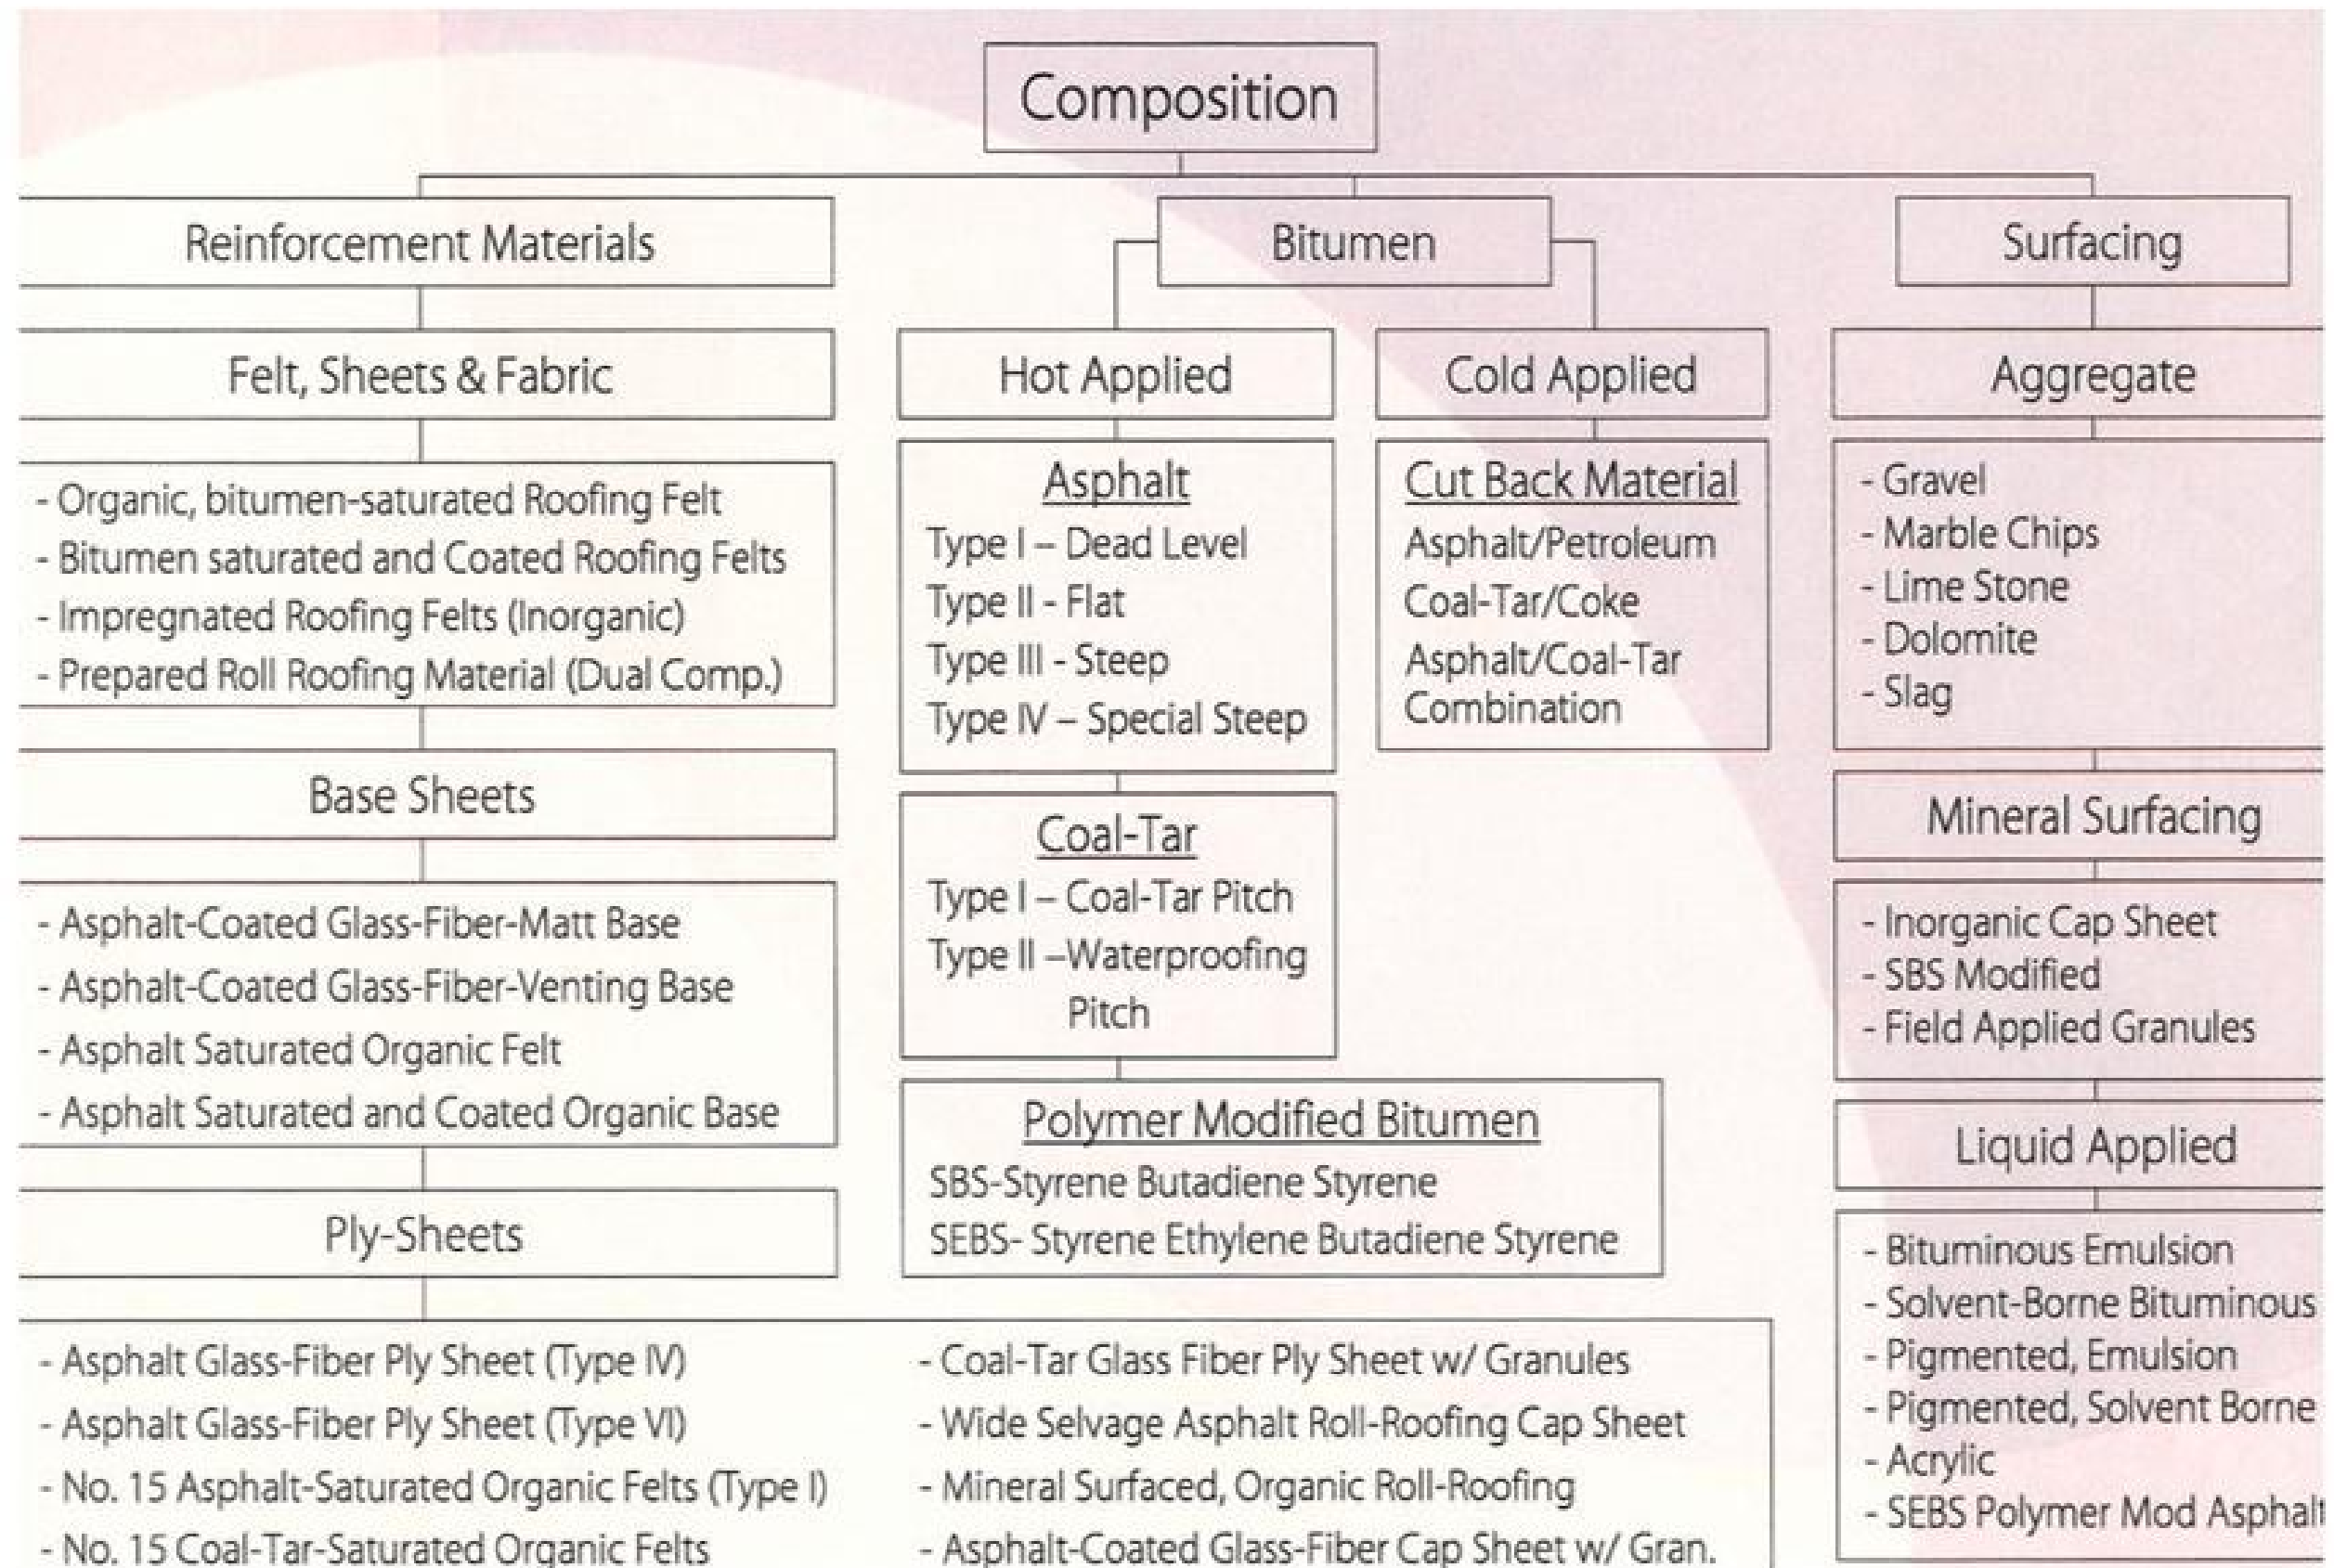 Composition
Reinforcement Materials
Felt, Sheets & Fabric
- Organic, bitumen-saturated Roofing Felt
- Bitumen saturated and Coated Roofing Felts
- Impregnated Roofing Felts (Inorganic)
- Prepared Roll Roofing Material (Dual Comp.)
Base Sheets
- Asphalt-Coated Glass-Fiber-Matt Base
- Asphalt-Coated Glass-Fiber-Venting Base
- Asphalt Saturated Organic Felt
- Asphalt Saturated and Coated Organic Base
Ply-Sheets
- Asphalt Glass-Fiber Ply Sheet (Type IV)
- Asphalt Glass-Fiber Ply Sheet (Type VI)
- No. 15 Asphalt-Saturated Organic Felts (Type I)
- No. 15 Coal-Tar-Saturated Organic Felts
- Coal-Tar Glass Fiber Ply Sheet w/ Granules
- Wide Selvage Asphalt Roll-Roofing Cap Sheet
- Mineral Surfaced, Organic Roll-Roofing
- Asphalt-Coated Glass-Fiber Cap Sheet w/ Gran.
Bitumen
Hot Applied
Asphalt
Type I – Dead Level
Type II - Flat
Type III - Steep
Type IV – Special Steep
Coal-Tar
Type I – Coal-Tar Pitch
Type II –Waterproofing
Pitch
Polymer Modified Bitumen
SBS-Styrene Butadiene Styrene
SEBS- Styrene Ethylene Butadiene Styrene
Cold Applied
Cut Back Material
Asphalt/Petroleum
Coal-Tar/Coke
Asphalt/Coal-Tar
Combination
Surfacing
Aggregate
- Gravel
- Marble Chips
- Lime Stone
- Dolomite
- Slag
Mineral Surfacing
- Inorganic Cap Sheet
- SBS Modified
- Field Applied Granules
Liquid Applied
- Bituminous Emulsion
- Solvent-Borne Bituminous
- Pigmented, Emulsion
- Pigmented, Solvent Borne
- Acrylic
- SEBS Polymer Mod Asphalt